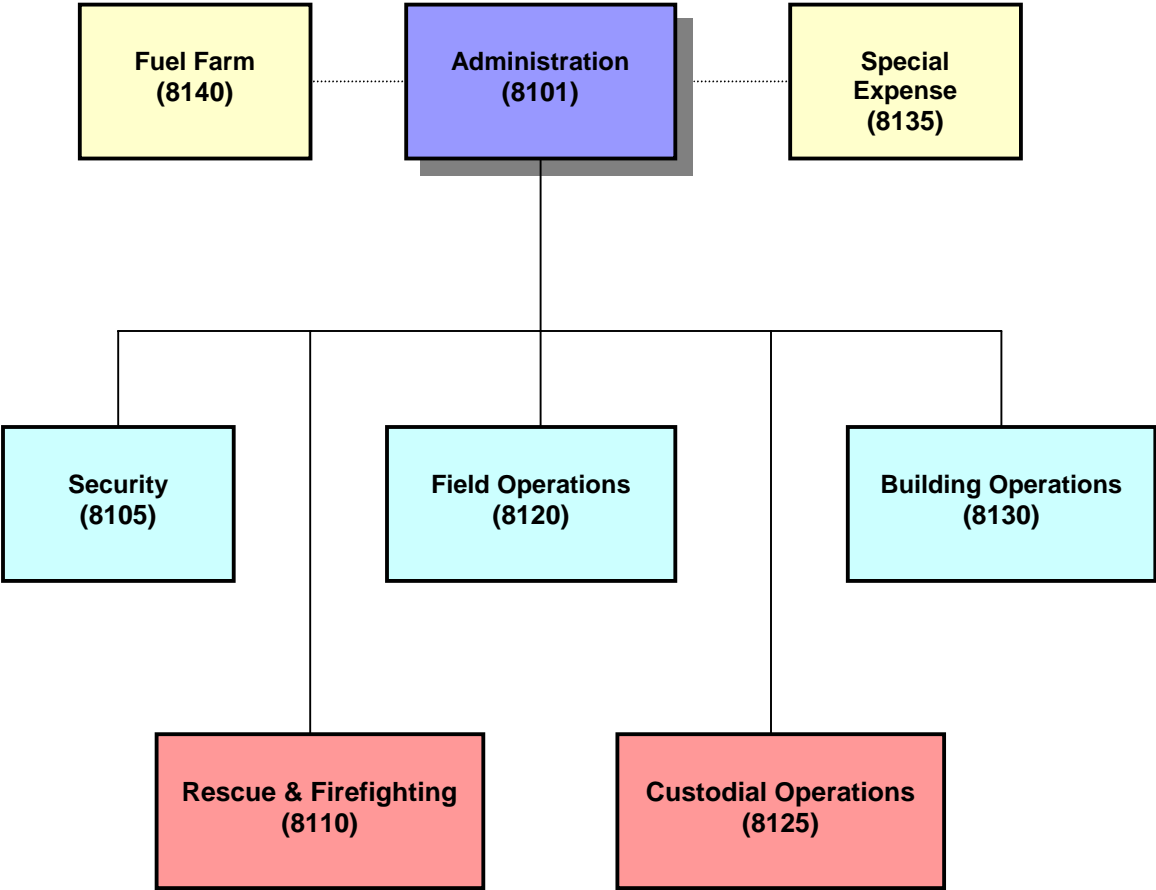 Fuel Farm
(8140)
Administration
(8101)
Special
Expense
(8135)
Security
(8105)
Field Operations
(8120)
Building Operations
(8130)
Rescue & Firefighting
(8110)
Custodial Operations
(8125)